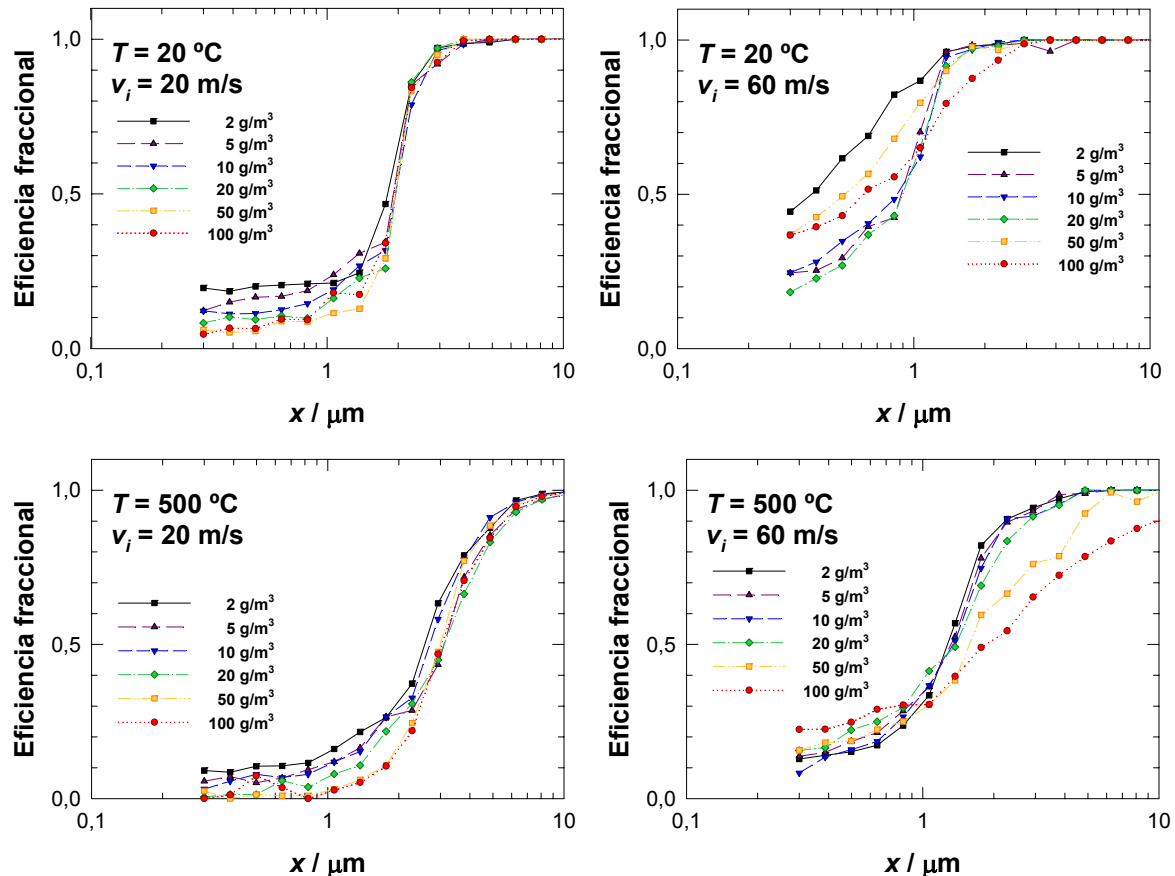 1,0
T = 20 ºC
v_i = 20 m/s
2 g/m³
5 g/m³
10 g/m³
20 g/m³
50 g/m³
100 g/m³
0,5
0,0
Eficiencia fraccional
0,1
1
10
x / μm
1,0
T = 20 ºC
v_i = 60 m/s
2 g/m³
5 g/m³
10 g/m³
20 g/m³
50 g/m³
100 g/m³
0,5
0,0
Eficiencia fraccional
0,1
1
10
x / μm
1,0
T = 500 ºC
v_i = 20 m/s
2 g/m³
5 g/m³
10 g/m³
20 g/m³
50 g/m³
100 g/m³
0,5
0,0
Eficiencia fraccional
0,1
1
10
x / μm
1,0
T = 500 ºC
v_i = 60 m/s
2 g/m³
5 g/m³
10 g/m³
20 g/m³
50 g/m³
100 g/m³
0,5
0,0
Eficiencia fraccional
0,1
1
10
x / μm